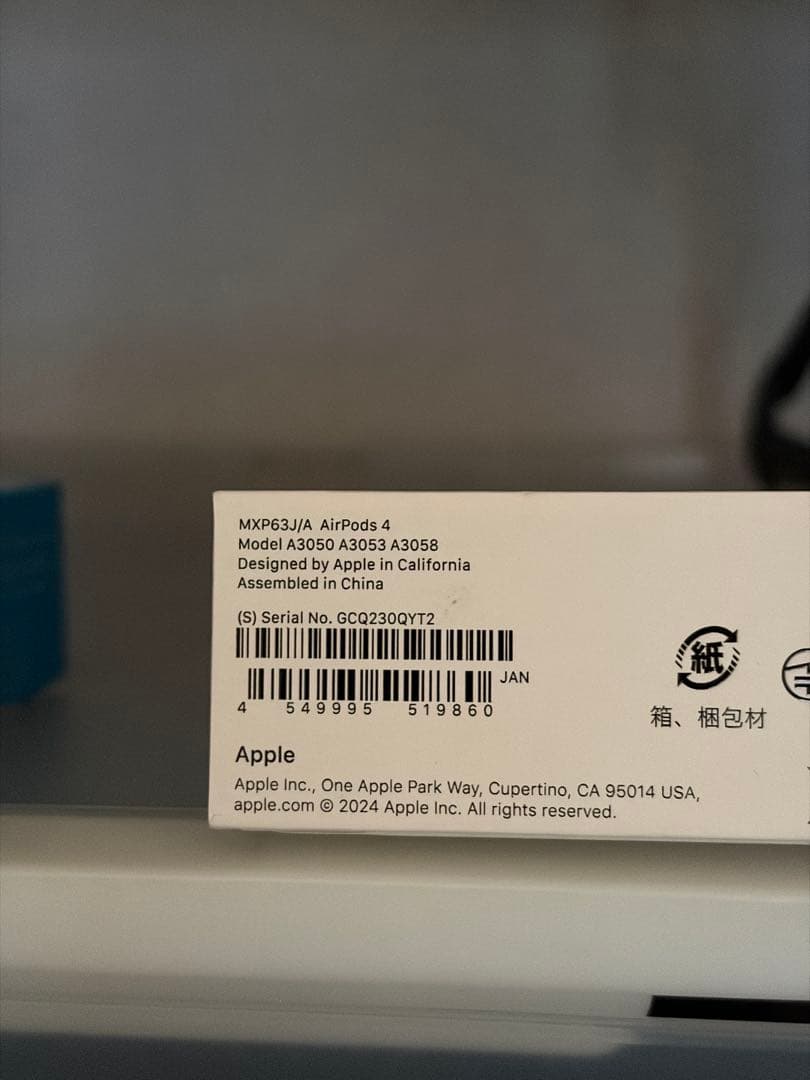 MXP63J/A AirPods 4
Model A3050 A3053 A3058
Designed by Apple in California
Assembled in China
(S) Serial No. GCQ230QYT2
JAN
4 549995 519860
紙
箱、梱包材
Apple
Apple Inc., One Apple Park Way, Cupertino, CA 95014 USA,
apple.com © 2024 Apple Inc. All rights reserved.